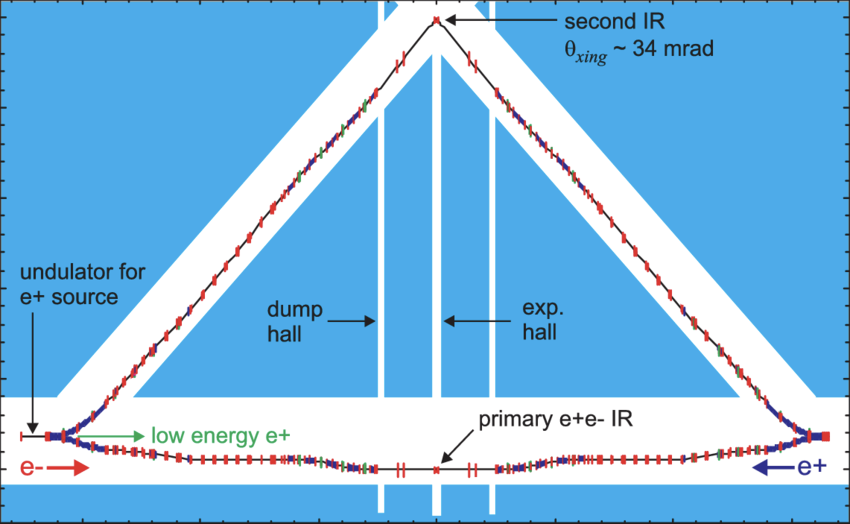 second IR
θxing ~ 34 mrad
undulator for
e+ source
dump
hall
exp.
hall
primary e+e- IR
low energy e+
e-
e+